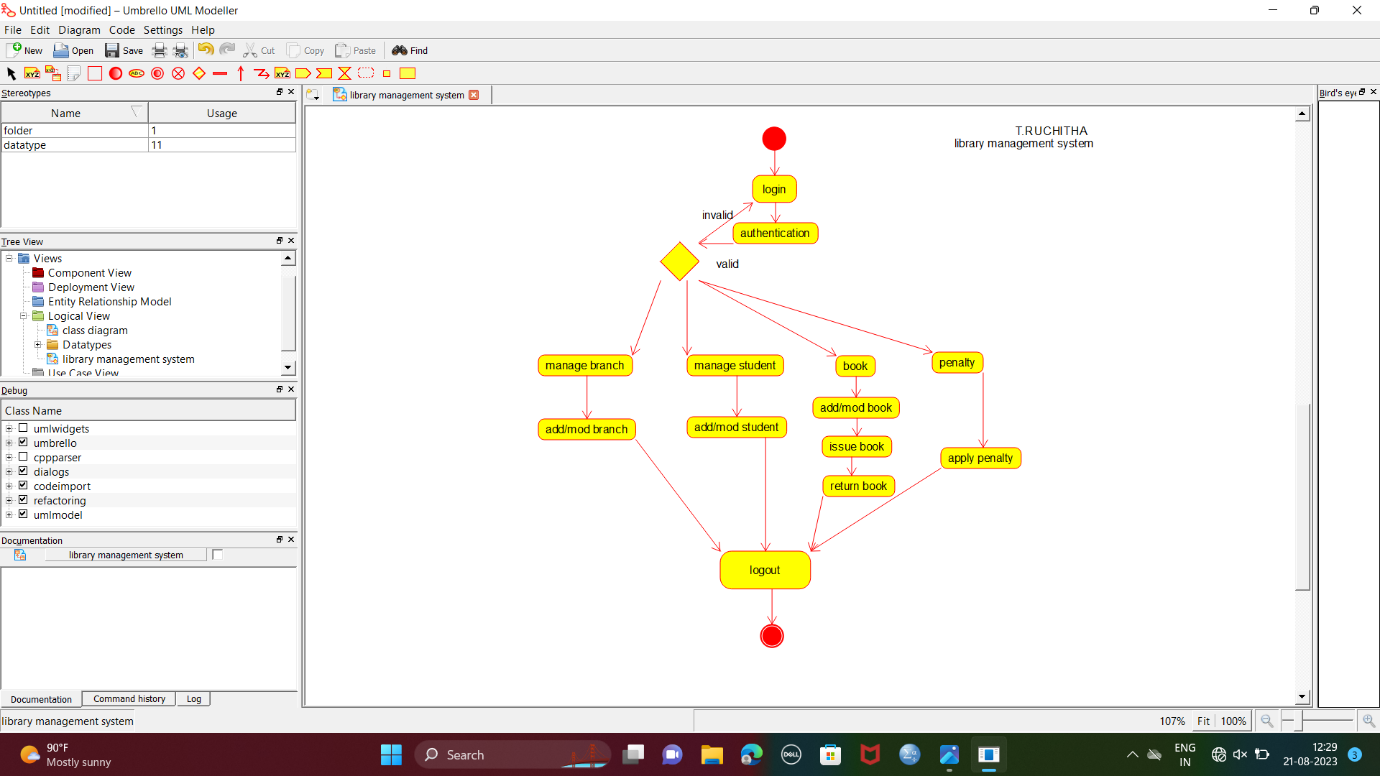 Untitled [modified] – Umbrello UML Modeller
File Edit Diagram Code Settings Help
New Open Save Cut Copy Paste Find
XYZ ABC XYZ
Stereotypes
Name Usage
folder 1
datatype 11
Tree View
Views
Component View
Deployment View
Entity Relationship Model
Logical View
class diagram
Datatypes
library management system
Use Case View
Debug
Class Name
umlwidgets
umbrello
cppparser
dialogs
codeimport
refactoring
umlmodel
Documentation
library management system
Documentation Command history Log
library management system
library management system
T.RUCHITHA
library management system
login
invalid
authentication
valid
manage branch
manage student
book
penalty
add/mod branch
add/mod student
add/mod book
issue book
return book
apply penalty
logout
Bird's eye
107% Fit 100%
90°F
Mostly sunny
Search
DELL
ENG
IN
12:29
21-08-2023
3